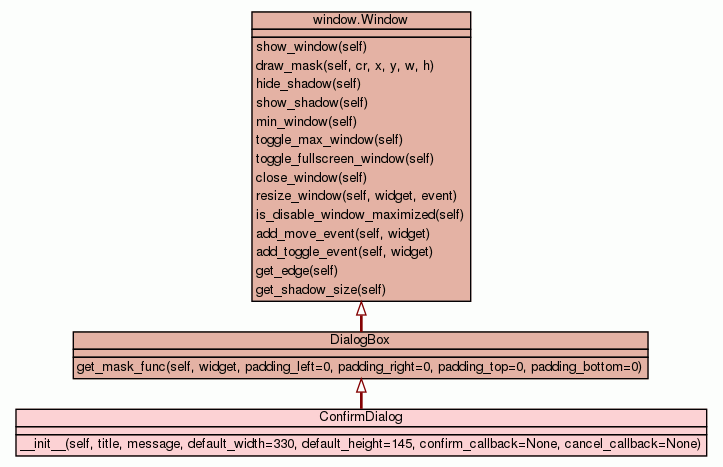 window.Window
show_window(self)
draw_mask(self, cr, x, y, w, h)
hide_shadow(self)
show_shadow(self)
min_window(self)
toggle_max_window(self)
toggle_fullscreen_window(self)
close_window(self)
resize_window(self, widget, event)
is_disable_window_maximized(self)
add_move_event(self, widget)
add_toggle_event(self, widget)
get_edge(self)
get_shadow_size(self)
DialogBox
get_mask_func(self, widget, padding_left=0, padding_right=0, padding_top=0, padding_bottom=0)
ConfirmDialog
__init__(self, title, message, default_width=330, default_height=145, confirm_callback=None, cancel_callback=None)